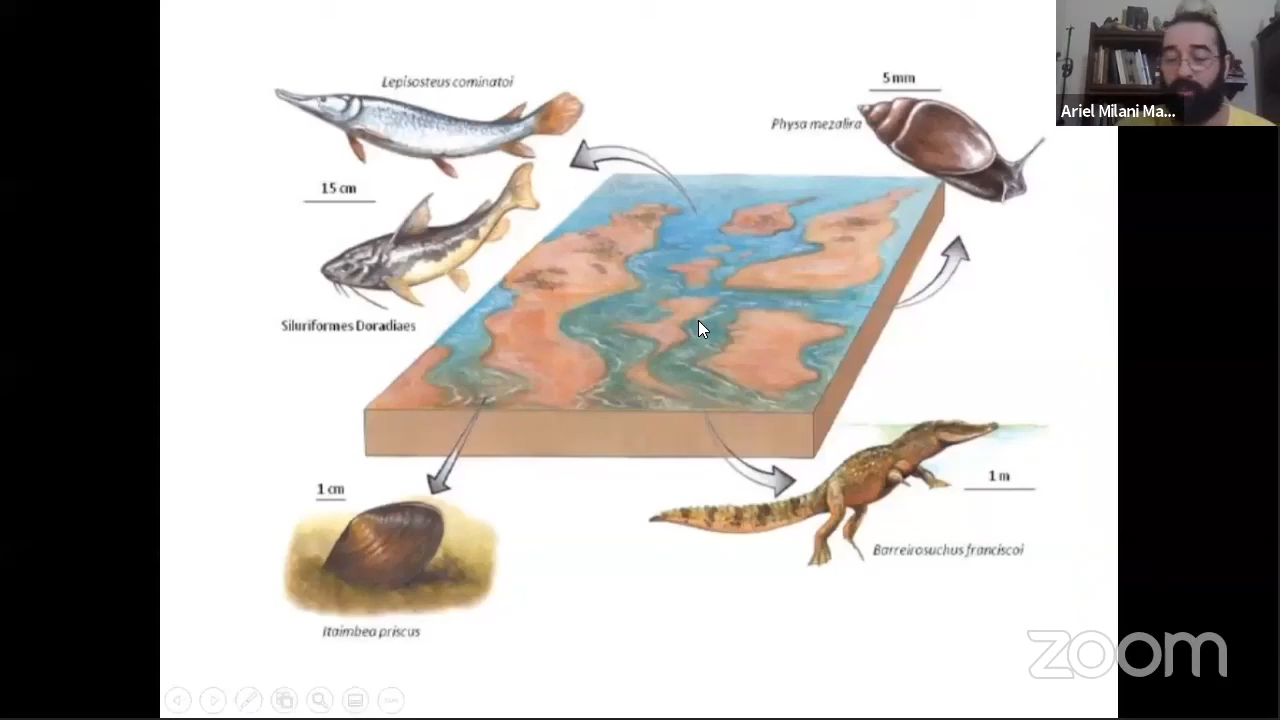 Lepisosteus cominatoi
5 mm
Physa mezalira
Ariel Milani Ma...
15 cm
Siluriformes Doradiaes
1 cm
1 m
Barreirosuchus franciscoi
Itaimbea priscus
zoom